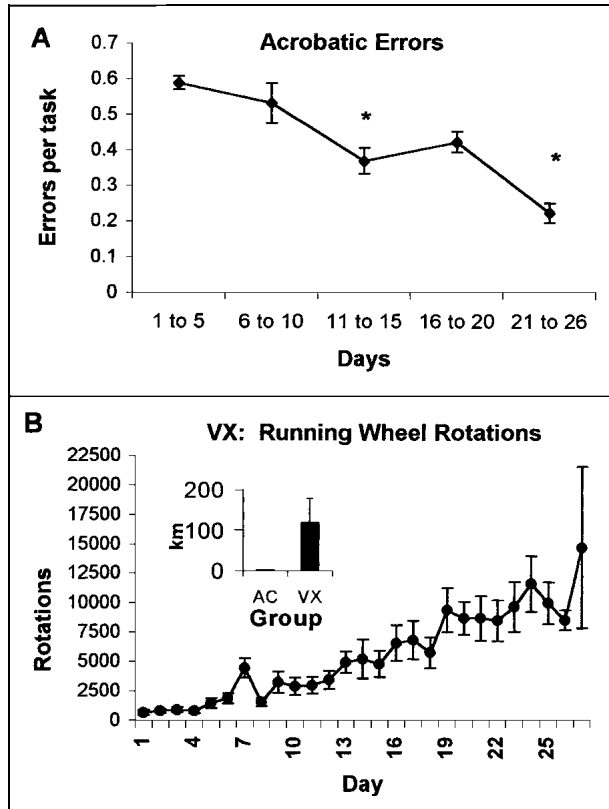 A
Acrobatic Errors
Errors per task
0.7
0.6
0.5
0.4
0.3
0.2
0.1
0
*
*
1 to 5 6 to 10 11 to 15 16 to 20 21 to 26
Days
B
VX: Running Wheel Rotations
Rotations
22500
20000
17500
15000
12500
10000
7500
5000
2500
0
km
200
100
0
AC VX
Group
1 4 7 10 13 16 19 22 25
Day